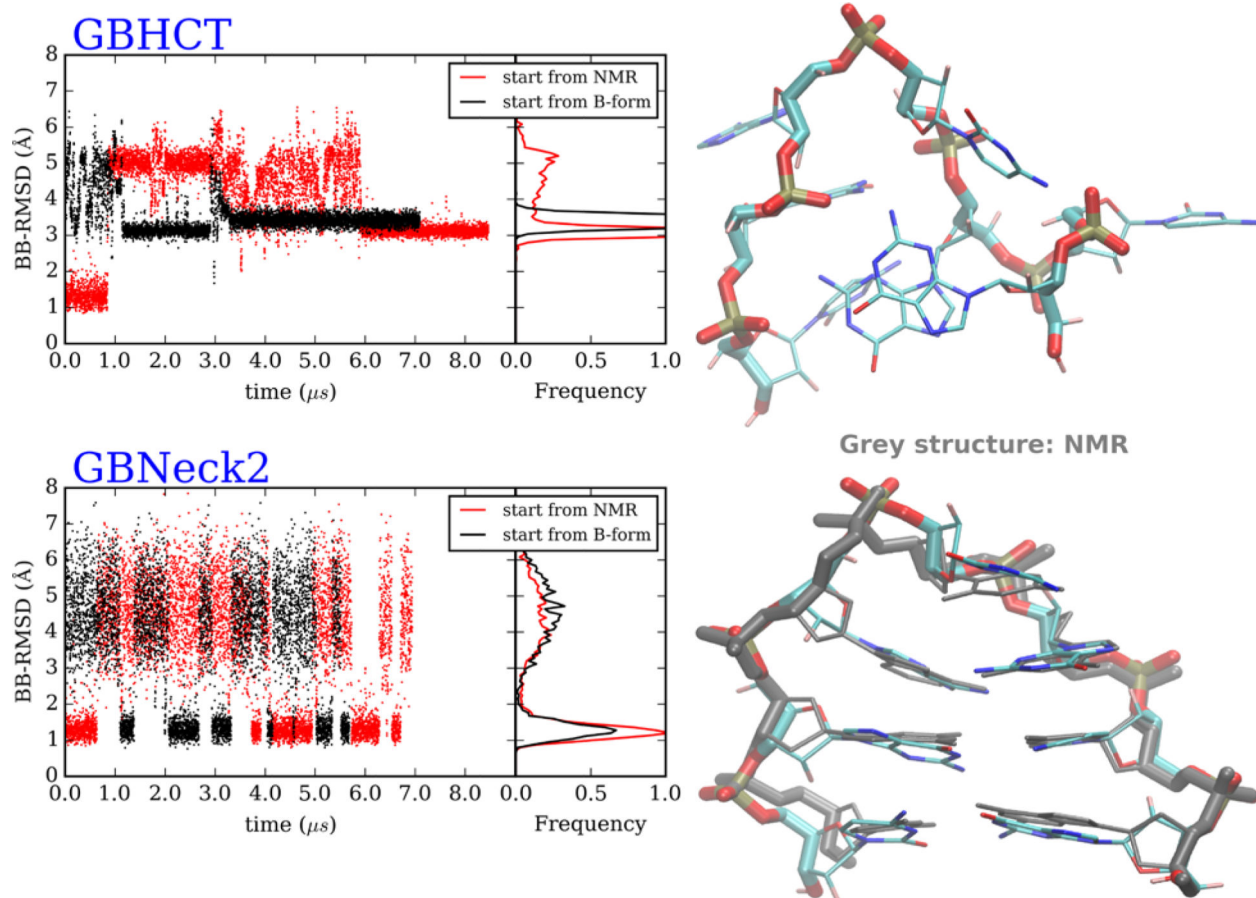 GBHCT
8
7
6
5
4
3
2
1
0
BB-RMSD (Å)
start from NMR
start from B-form
0.0 1.0 2.0 3.0 4.0 5.0 6.0 7.0 8.0
0.0 0.5 1.0
time (μs)
Frequency
Grey structure: NMR
GBNeck2
8
7
6
5
4
3
2
1
0
BB-RMSD (Å)
start from NMR
start from B-form
0.0 1.0 2.0 3.0 4.0 5.0 6.0 7.0 8.0
0.0 0.5 1.0
time (μs)
Frequency